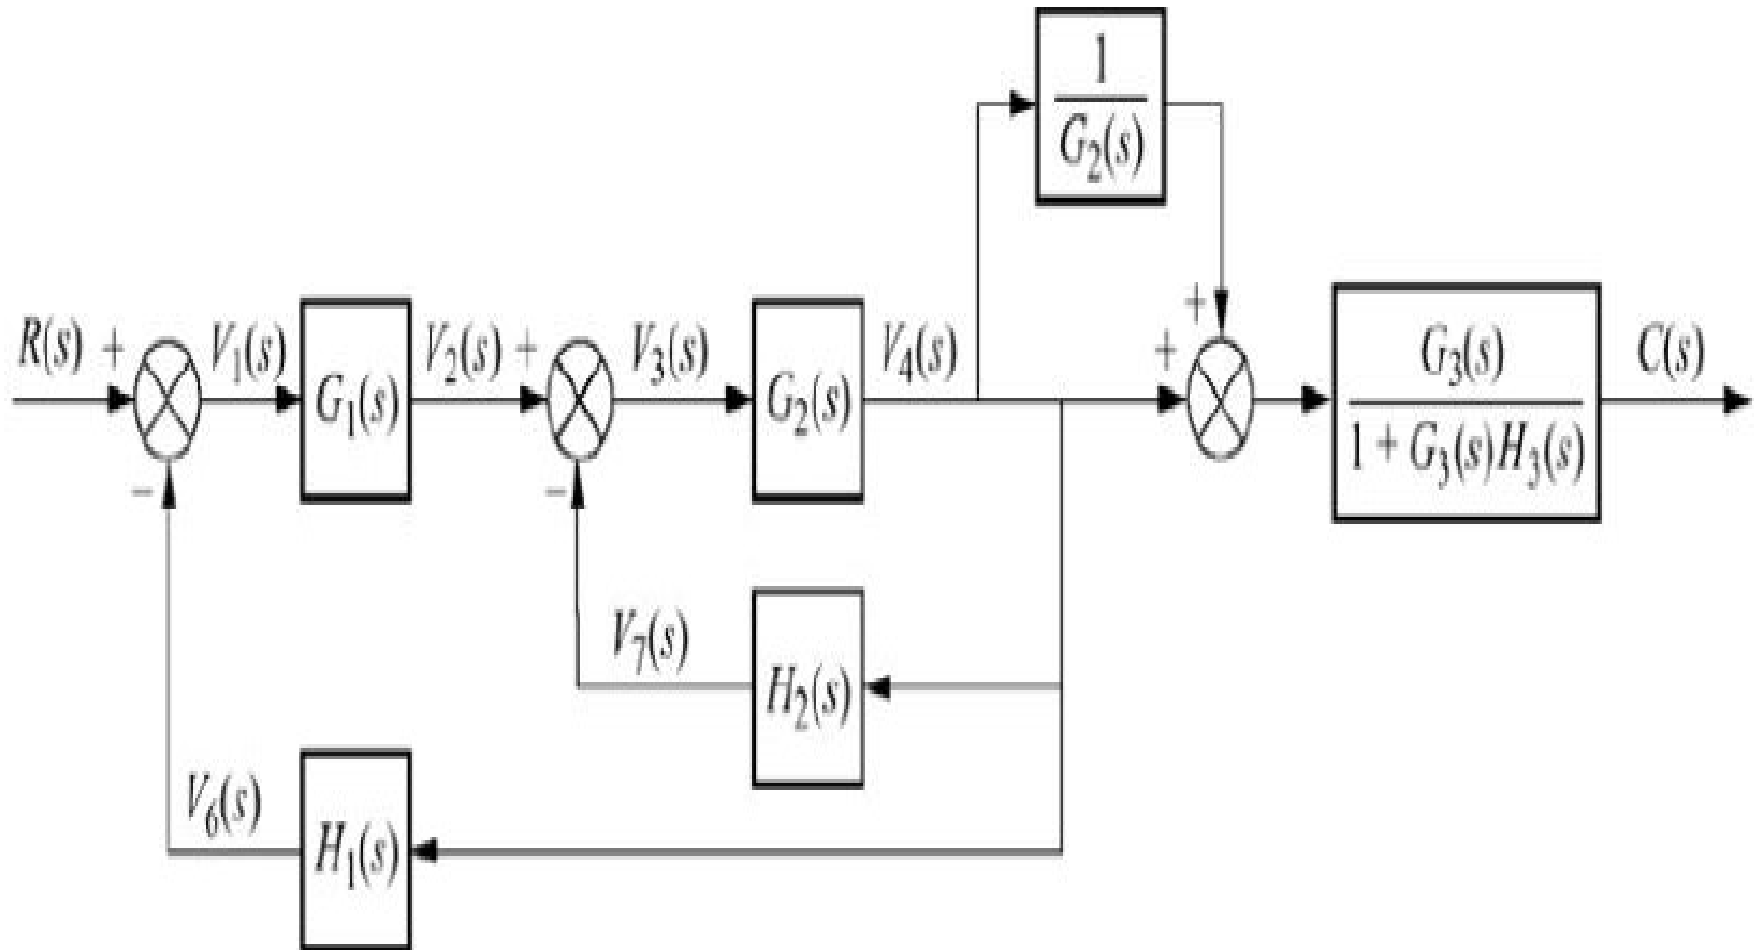 1
G₂(s)
R(s) + V₁(s) G₁(s) V₂(s) + V₃(s) G₂(s) V₄(s) + + G₃(s) C(s)
1 + G₃(s)H₃(s)
− −
V₇(s) H₂(s)
V₆(s) H₁(s)